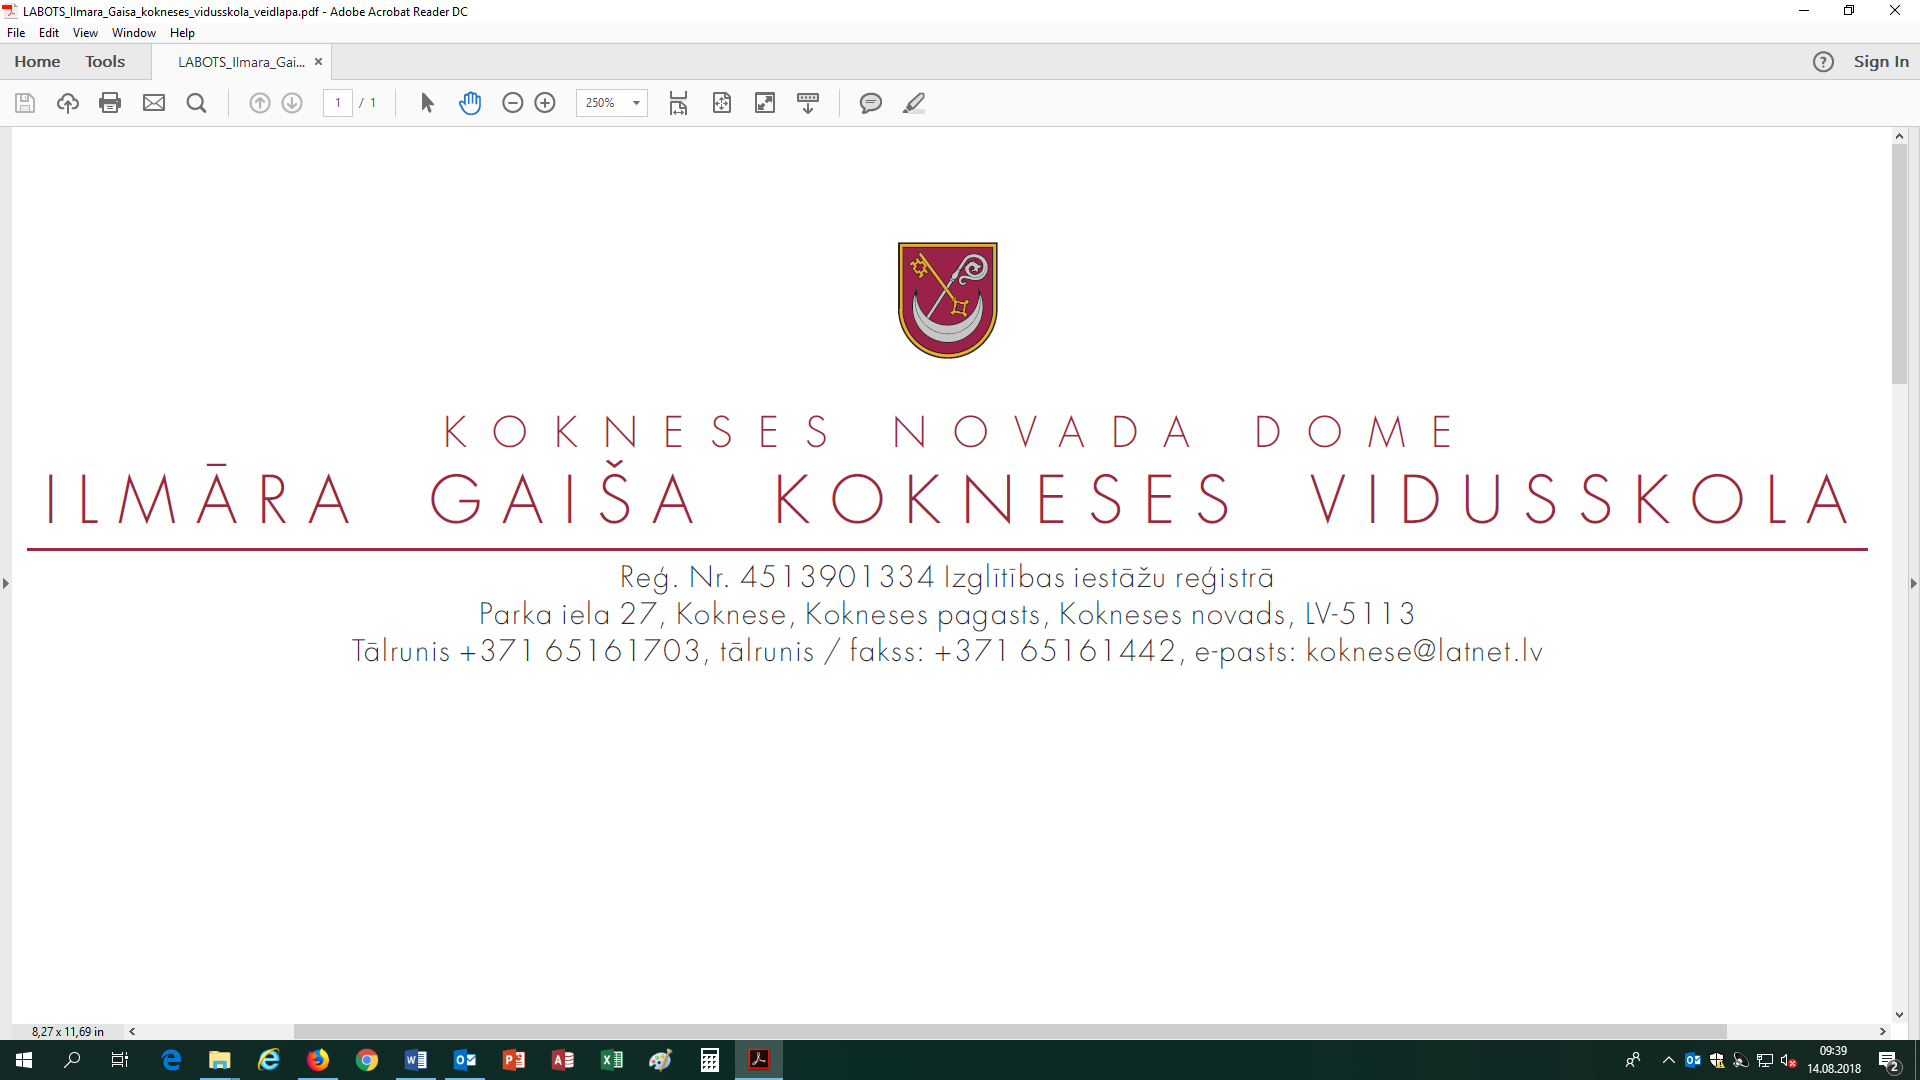 LABOTS_Ilmara_Gaisa_kokneses_vidusskola_veidlapa.pdf - Adobe Acrobat Reader DC
File Edit View Window Help
Home Tools LABOTS_Ilmara_Gai... Sign In
1 / 1 250%
KOKNESES NOVADA DOME
ILMĀRA GAIŠA KOKNESES VIDUSSKOLA
Reģ. Nr. 4513901334 Izglītības iestāžu reģistrā
Parka iela 27, Koknese, Kokneses pagasts, Kokneses novads, LV-5113
Tālrunis +371 65161703, tālrunis / fakss: +371 65161442, e-pasts: koknese@latnet.lv
8,27 x 11,69 in
09:39
14.08.2018
2